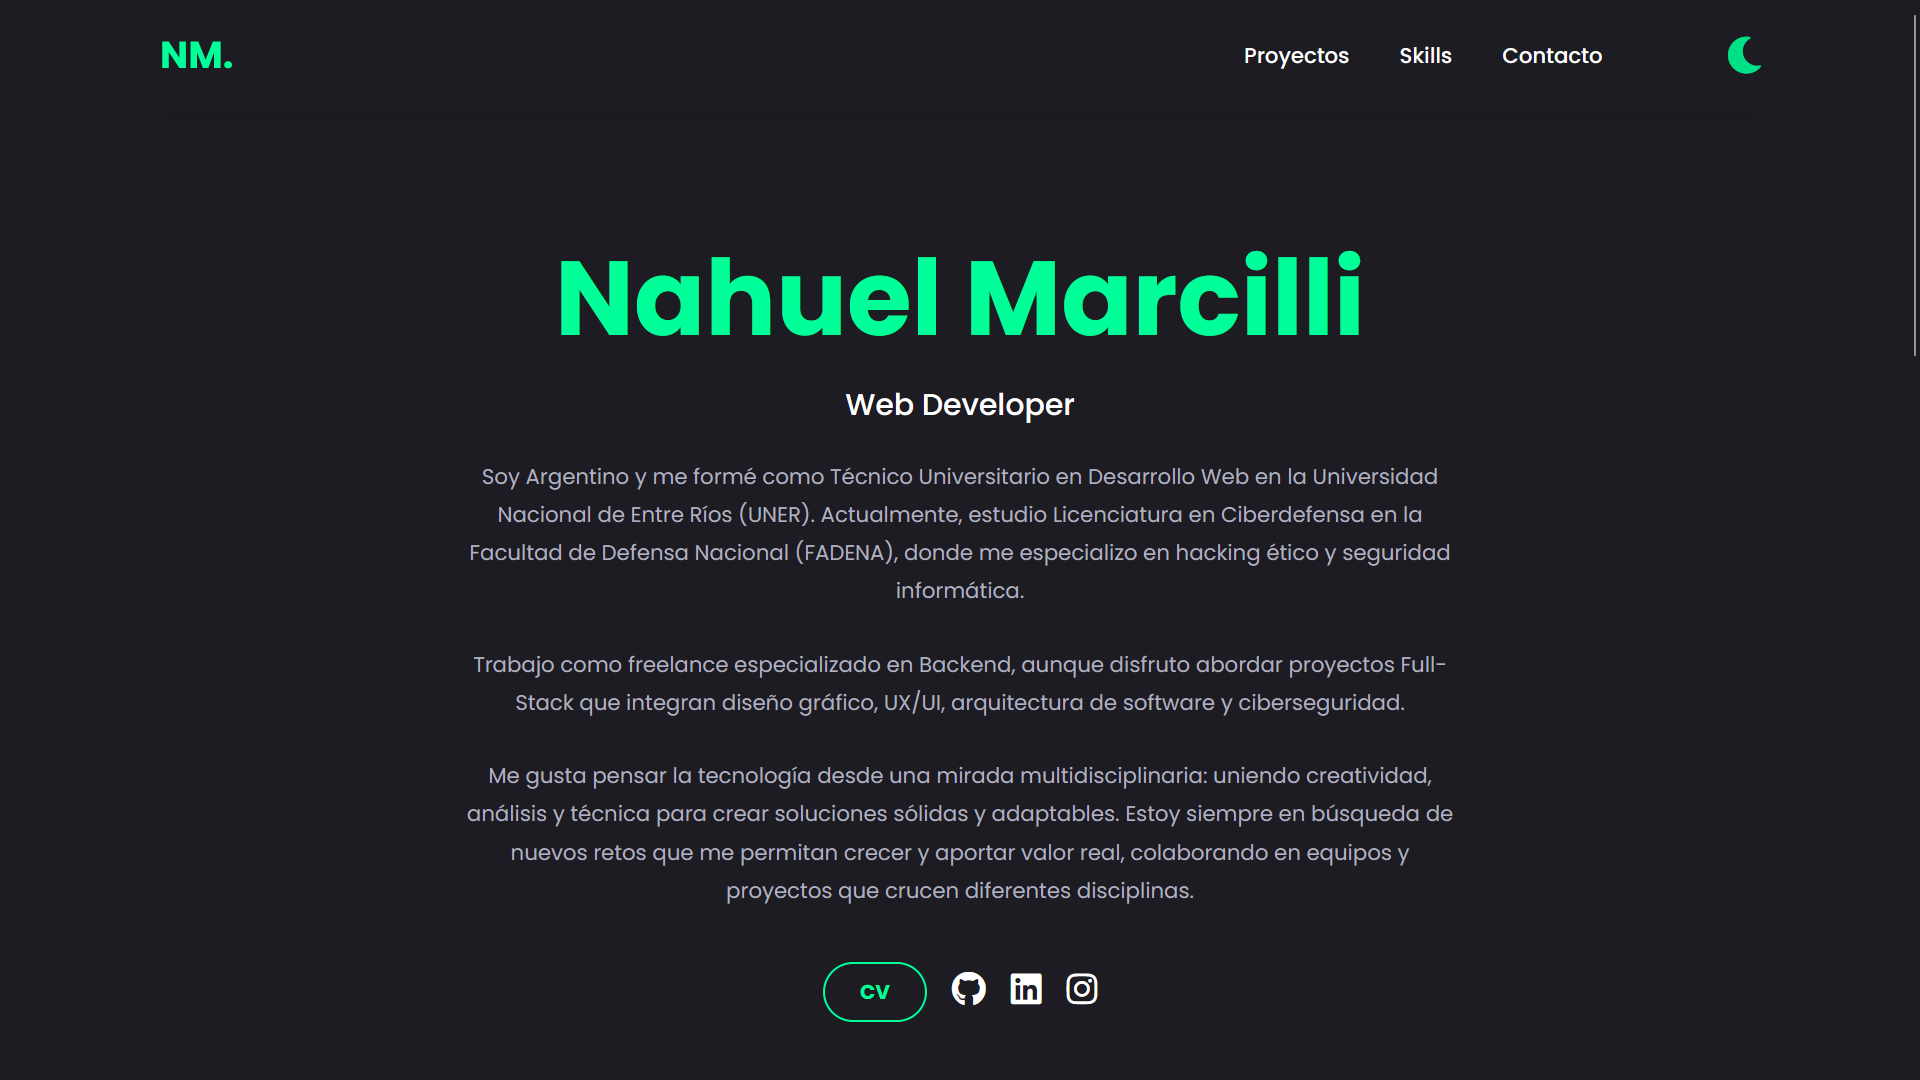 NM.
Proyectos
Skills
Contacto
Nahuel Marcilli
Web Developer
Soy Argentino y me formé como Técnico Universitario en Desarrollo Web en la Universidad
Nacional de Entre Ríos (UNER). Actualmente, estudio Licenciatura en Ciberdefensa en la
Facultad de Defensa Nacional (FADENA), donde me especializo en hacking ético y seguridad
informática.
Trabajo como freelance especializado en Backend, aunque disfruto abordar proyectos Full-
Stack que integran diseño gráfico, UX/UI, arquitectura de software y ciberseguridad.
Me gusta pensar la tecnología desde una mirada multidisciplinaria: uniendo creatividad,
análisis y técnica para crear soluciones sólidas y adaptables. Estoy siempre en búsqueda de
nuevos retos que me permitan crecer y aportar valor real, colaborando en equipos y
proyectos que crucen diferentes disciplinas.
CV